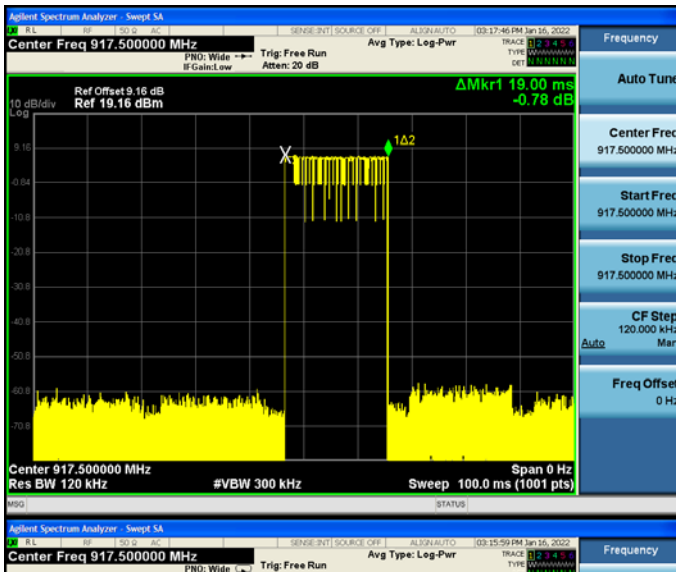 Agilent Spectrum Analyzer - Swept SA
RL RF 50 Ω AC SENSE:INT SOURCE OFF ALIGNAUTO 03:17:46 PM Jan 16, 2022
Center Freq 917.500000 MHz
Avg Type: Log-Pwr
TRACE 1 2 3 4 5 6
PNO: Wide
Trig: Free Run
TYPE
IFGain:Low
Atten: 20 dB
DET N N N N N N
Frequency
Auto Tune
Ref Offset 9.16 dB
ΔMkr1 19.00 ms
10 dB/div
Ref 19.16 dBm
-0.78 dB
Log
9.16
-0.84
-10.8
-20.8
-30.8
-40.8
-50.8
-60.8
-70.8
X
1Δ2
Center Freq
917.500000 MHz
Start Freq
917.500000 MHz
Stop Freq
917.500000 MHz
CF Step
120.000 kHz
Auto Man
Freq Offset
0 Hz
Center 917.500000 MHz
Span 0 Hz
Res BW 120 kHz
#VBW 300 kHz
Sweep 100.0 ms (1001 pts)
MSG STATUS
Agilent Spectrum Analyzer - Swept SA
RL RF 50 Ω AC SENSE:INT SOURCE OFF ALIGNAUTO 03:15:59 PM Jan 16, 2022
Center Freq 917.500000 MHz
Avg Type: Log-Pwr
TRACE 1 2 3 4 5 6
PNO: Wide
Trig: Free Run
TYPE
Frequency